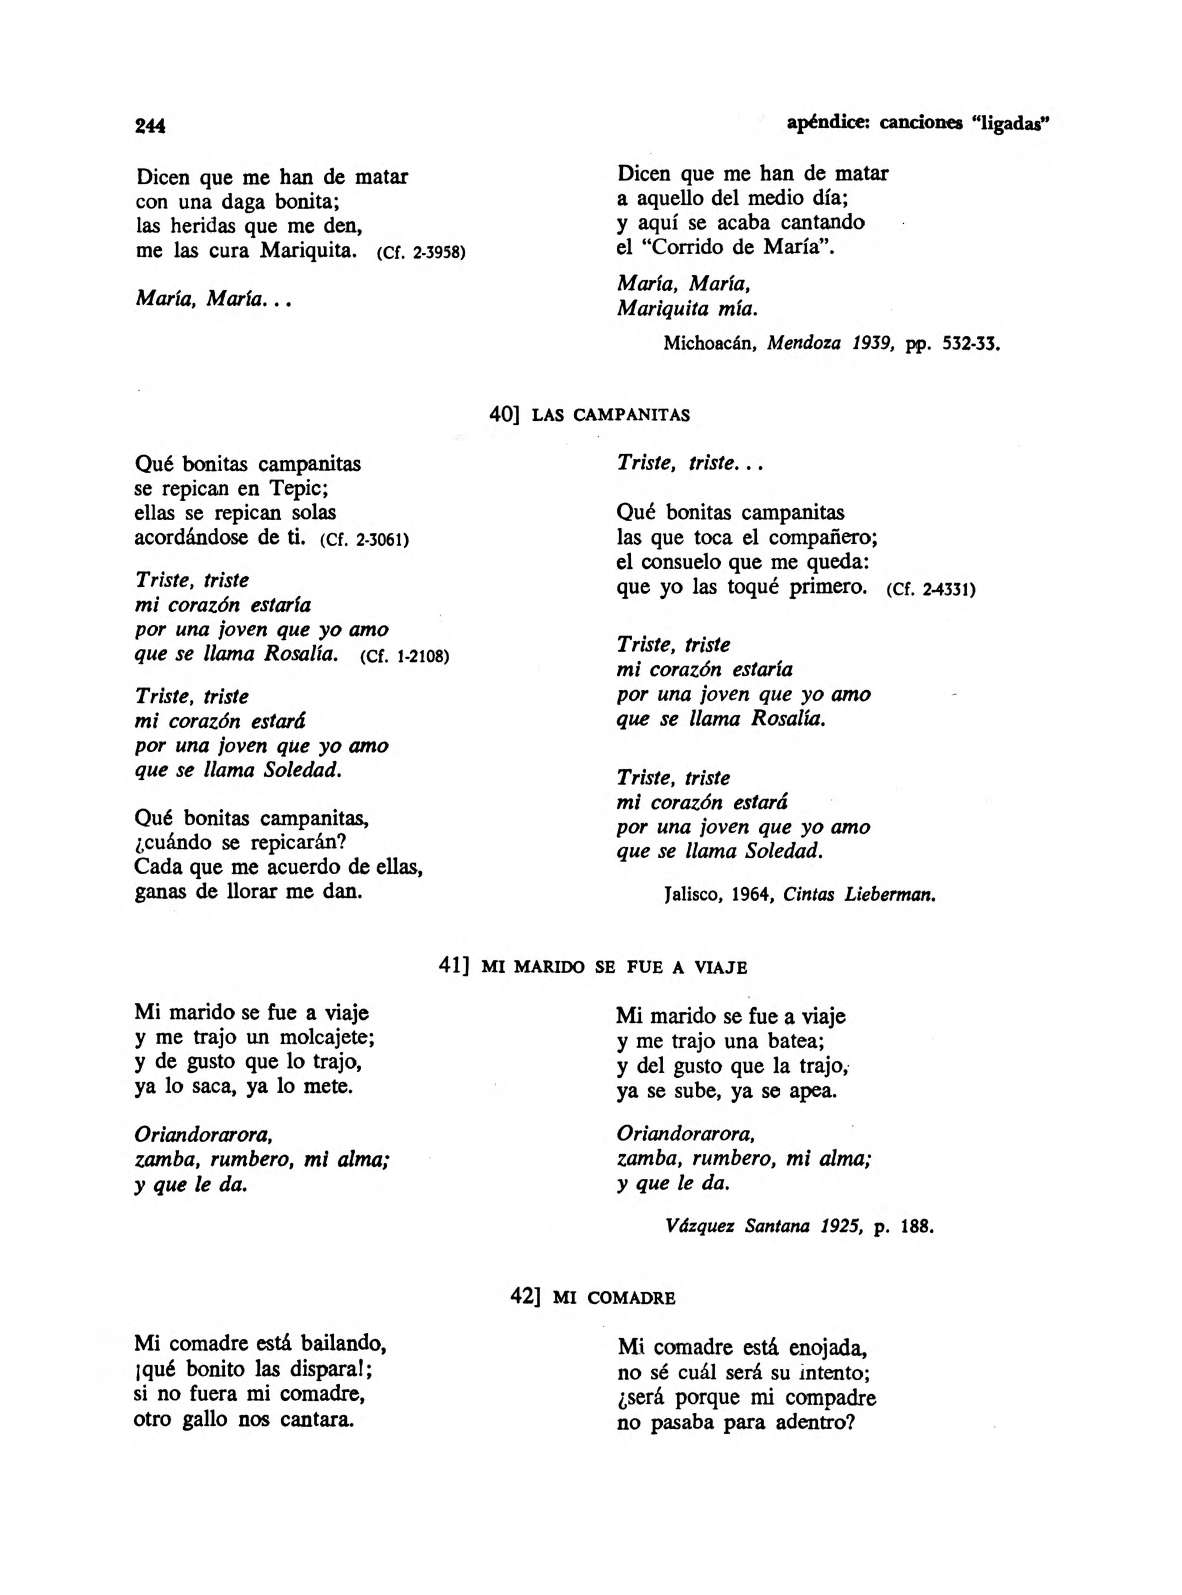 244
apéndice: canciones “ligadas”
Dicen que me han de matar
con una daga bonita;
las heridas que me den,
me las cura Mariquita. (Cf. 2-3958)
María, María. . .
Dicen que me han de matar
a aquello del medio día;
y aquí se acaba cantando
el “Corrido de María”.
María, María,
Mariquita mía.
Michoacán, Mendoza 1939, pp. 532-33.
40] LAS CAMPANITAS
Qué bonitas campanitas
se repican en Tepic;
ellas se repican solas
acordándose de ti. (Cf. 2-3061)
Triste, triste
mi corazón estaría
por una joven que yo amo
que se llama Rosalía. (Cf. 1-2108)
Triste, triste
mi corazón estará
por una joven que yo amo
que se llama Soledad.
Qué bonitas campanitas,
¿cuándo se repicarán?
Cada que me acuerdo de ellas,
ganas de llorar me dan.
Triste, triste. . .
Qué bonitas campanitas
las que toca el compañero;
el consuelo que me queda:
que yo las toqué primero. (Cf. 2-4331)
Triste, triste
mi corazón estaría
por una joven que yo amo
que se llama Rosalía.
Triste, triste
mi corazón estará
por una joven que yo amo
que se llama Soledad.
Jalisco, 1964, Cintas Lieberman.
41] MI MARIDO SE FUE A VIAJE
Mi marido se fue a viaje
y me trajo un molcajete;
y de gusto que lo trajo,
ya lo saca, ya lo mete.
Oriandorarora,
zamba, rumbero, mi alma;
y que le da.
Mi marido se fue a viaje
y me trajo una batea;
y del gusto que la trajo,
ya se sube, ya se apea.
Oriandorarora,
zamba, rumbero, mi alma;
y que le da.
Vázquez Santana 1925, p. 188.
42] MI COMADRE
Mi comadre está bailando,
¡qué bonito las dispara!;
si no fuera mi comadre,
otro gallo nos cantara.
Mi comadre está enojada,
no sé cuál será su intento;
¿será porque mi compadre
no pasaba para adentro?